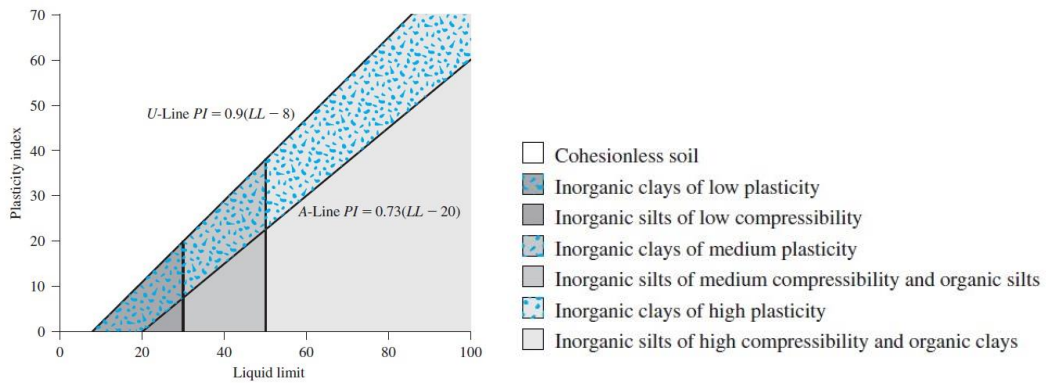 70
60
50
40
30
20
10
0
Plasticity index
U-Line PI = 0.9(LL − 8)
A-Line PI = 0.73(LL − 20)
0 20 40 60 80 100
Liquid limit
Cohesionless soil
Inorganic clays of low plasticity
Inorganic silts of low compressibility
Inorganic clays of medium plasticity
Inorganic silts of medium compressibility and organic silts
Inorganic clays of high plasticity
Inorganic silts of high compressibility and organic clays